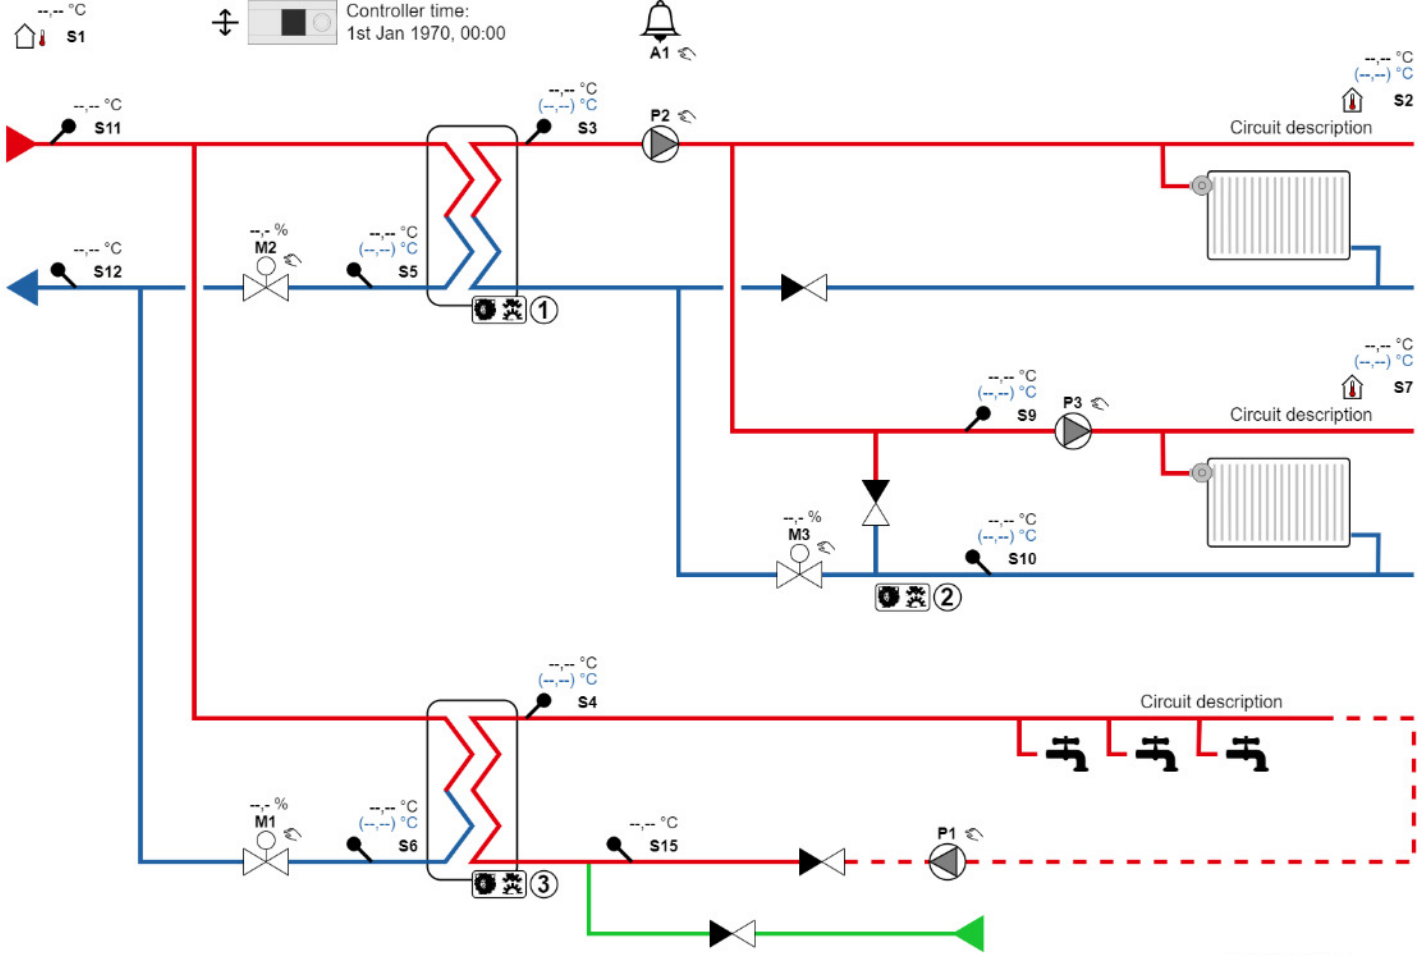 --,-- °C
S1
Controller time:
1st Jan 1970, 00:00
A1
--,-- °C
(--,--) °C
S2
Circuit description
--,-- °C
S11
--,-- °C
(--,--) °C
S3
P2
--,-- °C
S12
--,- %
M2
--,-- °C
(--,--) °C
S5
1
--,-- °C
(--,--) °C
S7
Circuit description
--,-- °C
(--,--) °C
S9
P3
--,- %
M3
--,-- °C
(--,--) °C
S10
2
--,-- °C
(--,--) °C
S4
Circuit description
--,- %
M1
--,-- °C
(--,--) °C
S6
--,-- °C
S15
P1
3